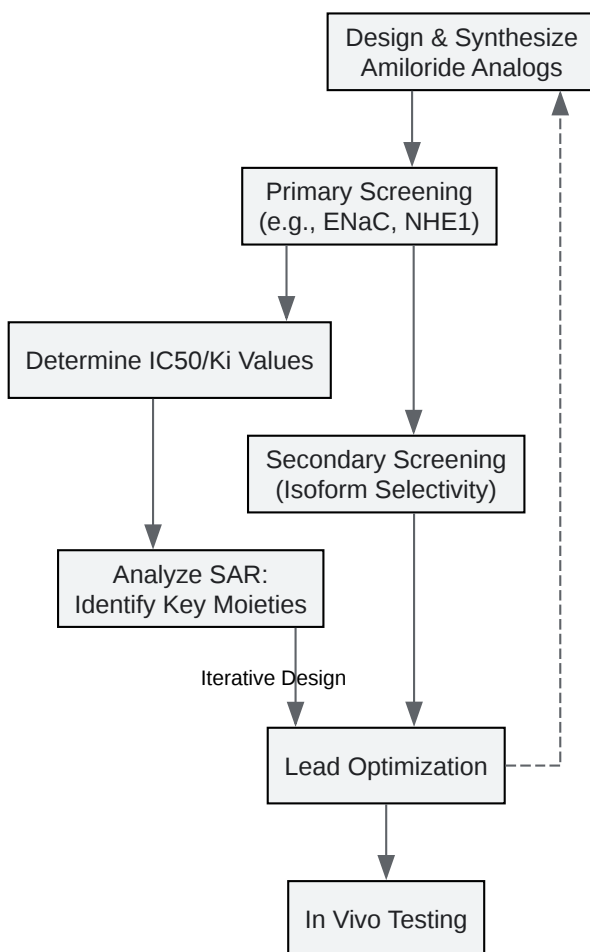 Design & Synthesize
Amiloride Analogs
Primary Screening
(e.g., ENaC, NHE1)
Determine IC50/Ki Values
Secondary Screening
(Isoform Selectivity)
Analyze SAR:
Identify Key Moieties
Iterative Design
Lead Optimization
In Vivo Testing